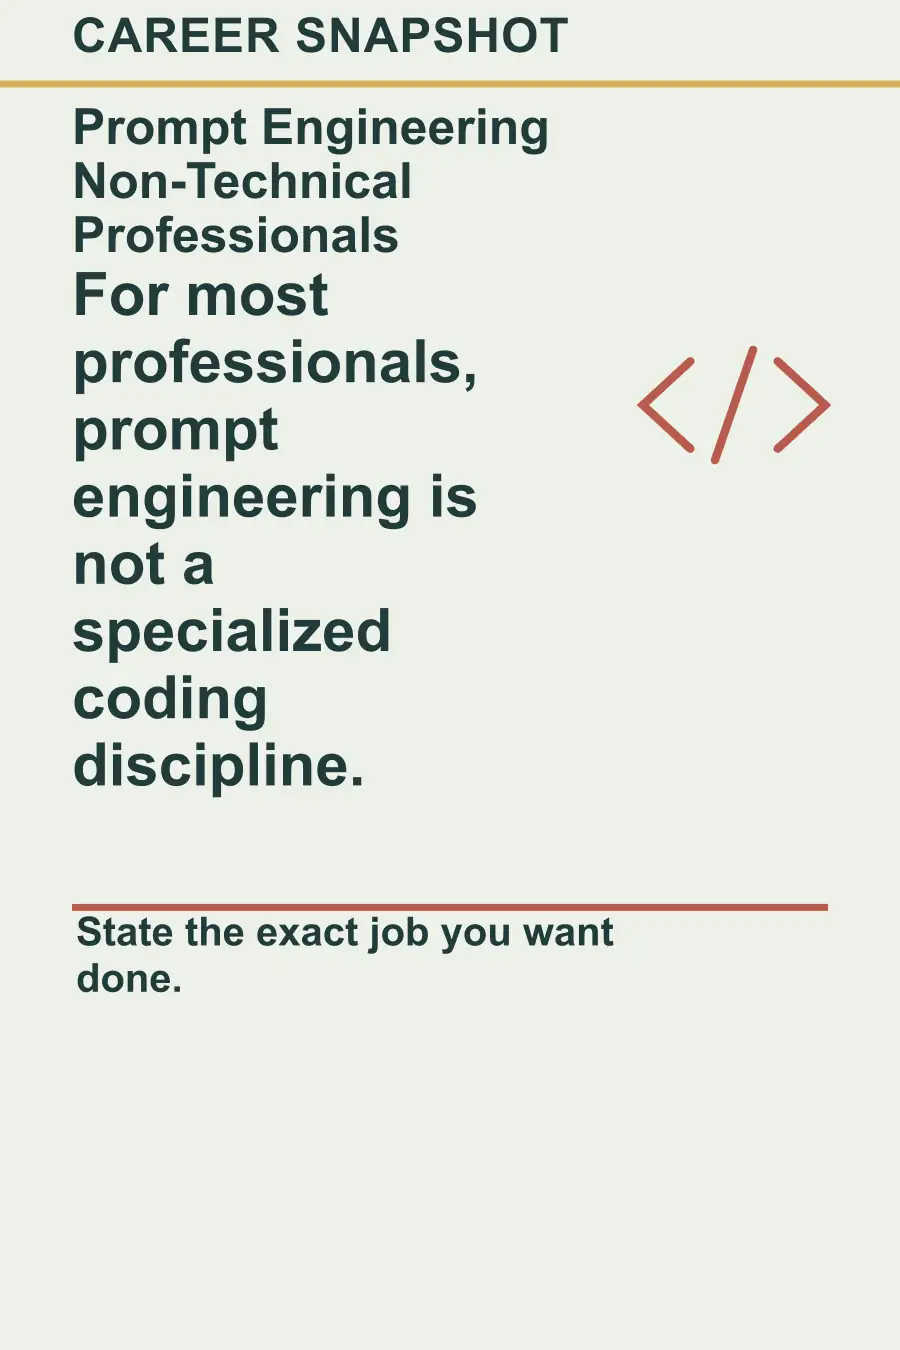 CAREER SNAPSHOT
Prompt Engineering
Non-Technical
Professionals
For most
professionals,
prompt
engineering is
not a
specialized
coding
discipline.
State the exact job you want
done.